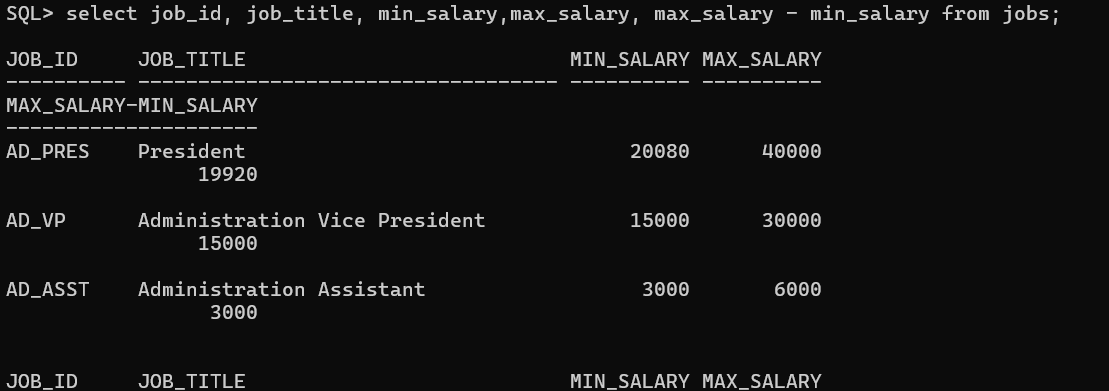 SQL> select job_id, job_title, min_salary,max_salary, max_salary - min_salary from jobs;
JOB_ID     JOB_TITLE                           MIN_SALARY MAX_SALARY
---------- ----------------------------------- ---------- ----------
MAX_SALARY-MIN_SALARY
---------------------
AD_PRES    President                                20080      40000
                19920
AD_VP      Administration Vice President            15000      30000
                15000
AD_ASST    Administration Assistant                  3000       6000
                 3000
JOB_ID     JOB_TITLE                           MIN_SALARY MAX_SALARY